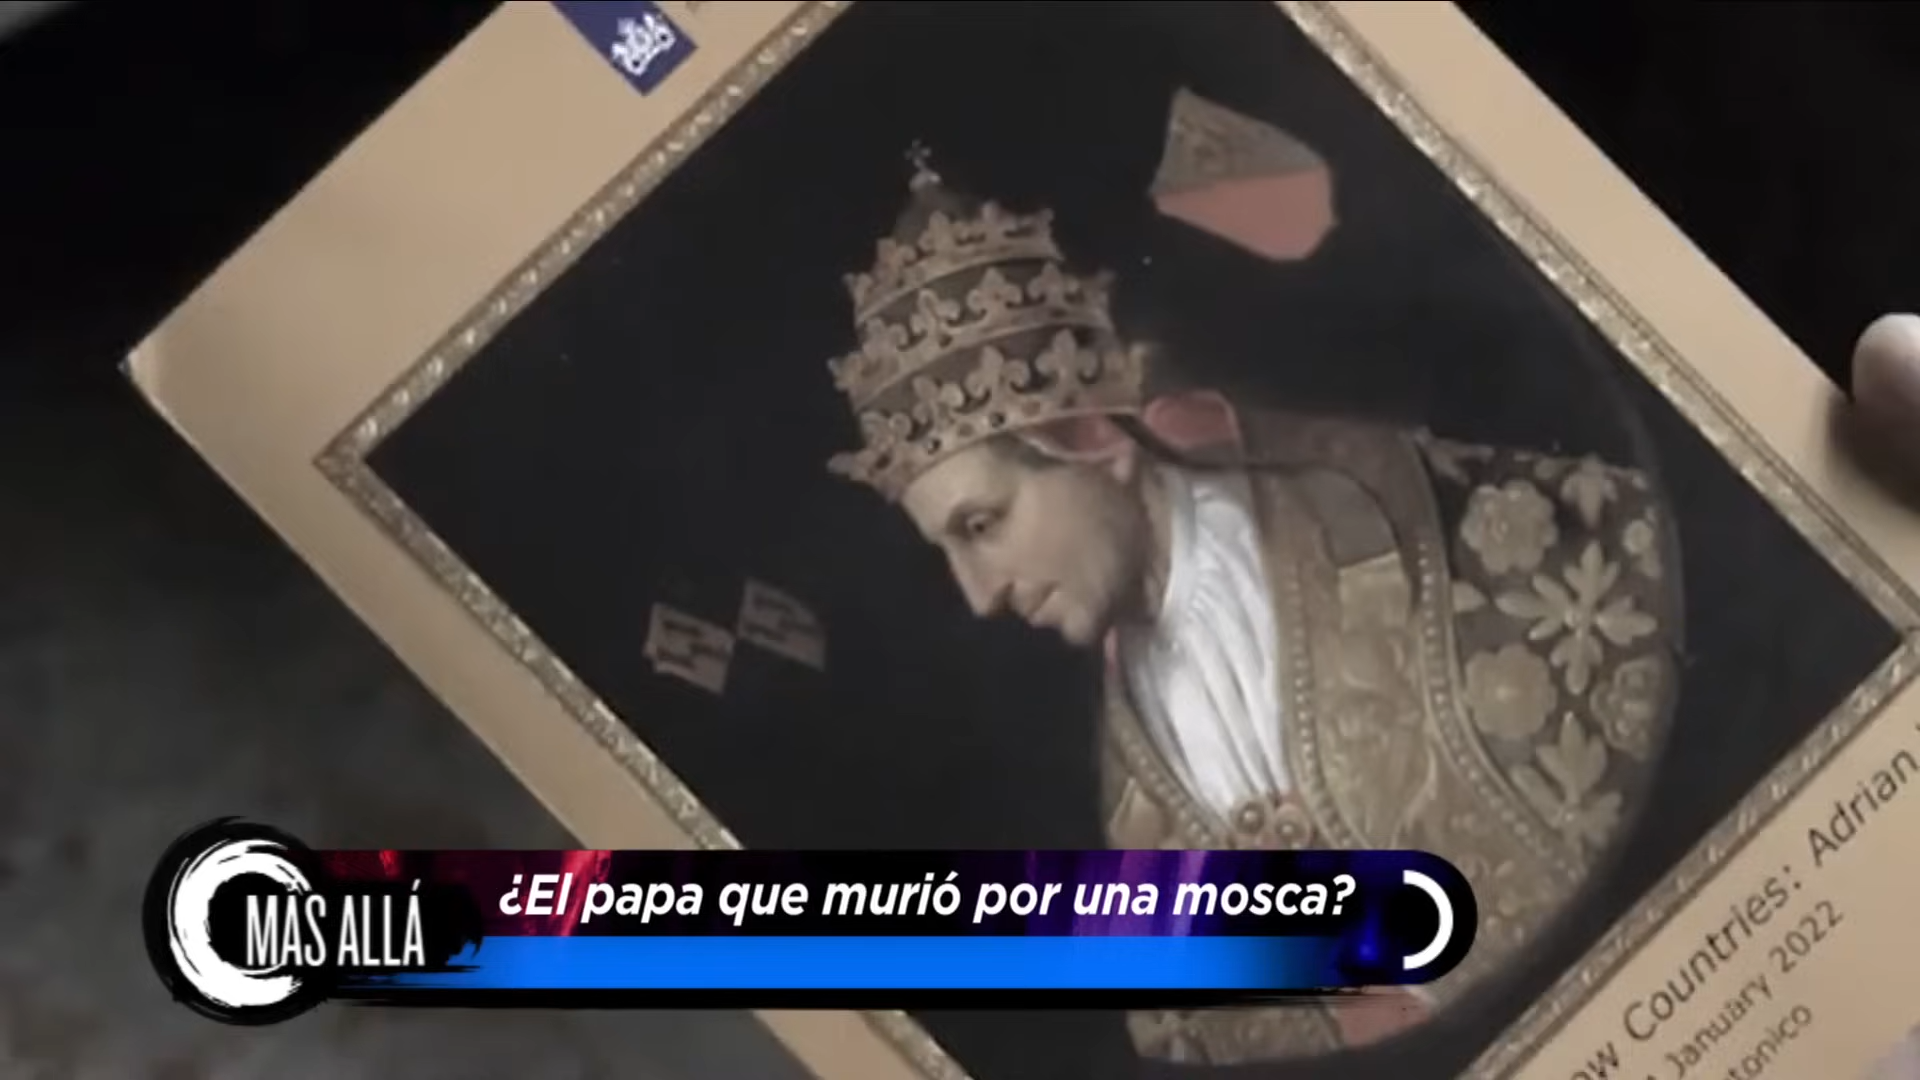 MÁS ALLÁ
¿El papa que murió por una mosca?
Countries: Adrian
January 2022